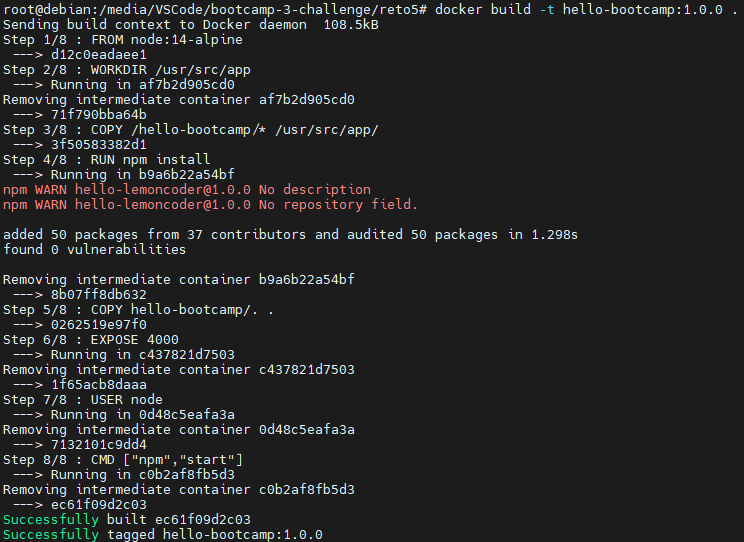 root@debian:/media/VSCode/bootcamp-3-challenge/reto5# docker build -t hello-bootcamp:1.0.0 .
Sending build context to Docker daemon  108.5kB
Step 1/8 : FROM node:14-alpine
 ---> d12c0eadaee1
Step 2/8 : WORKDIR /usr/src/app
 ---> Running in af7b2d905cd0
Removing intermediate container af7b2d905cd0
 ---> 71f790bba64b
Step 3/8 : COPY /hello-bootcamp/* /usr/src/app/
 ---> 3f50583382d1
Step 4/8 : RUN npm install
 ---> Running in b9a6b22a54bf
npm WARN hello-lemoncoder@1.0.0 No description
npm WARN hello-lemoncoder@1.0.0 No repository field.
added 50 packages from 37 contributors and audited 50 packages in 1.298s
found 0 vulnerabilities
Removing intermediate container b9a6b22a54bf
 ---> 8b07ff8db632
Step 5/8 : COPY hello-bootcamp/. .
 ---> 0262519e97f0
Step 6/8 : EXPOSE 4000
 ---> Running in c437821d7503
Removing intermediate container c437821d7503
 ---> 1f65acb8daaa
Step 7/8 : USER node
 ---> Running in 0d48c5eafa3a
Removing intermediate container 0d48c5eafa3a
 ---> 7132101c9dd4
Step 8/8 : CMD ["npm","start"]
 ---> Running in c0b2af8fb5d3
Removing intermediate container c0b2af8fb5d3
 ---> ec61f09d2c03
Successfully built ec61f09d2c03
Successfully tagged hello-bootcamp:1.0.0